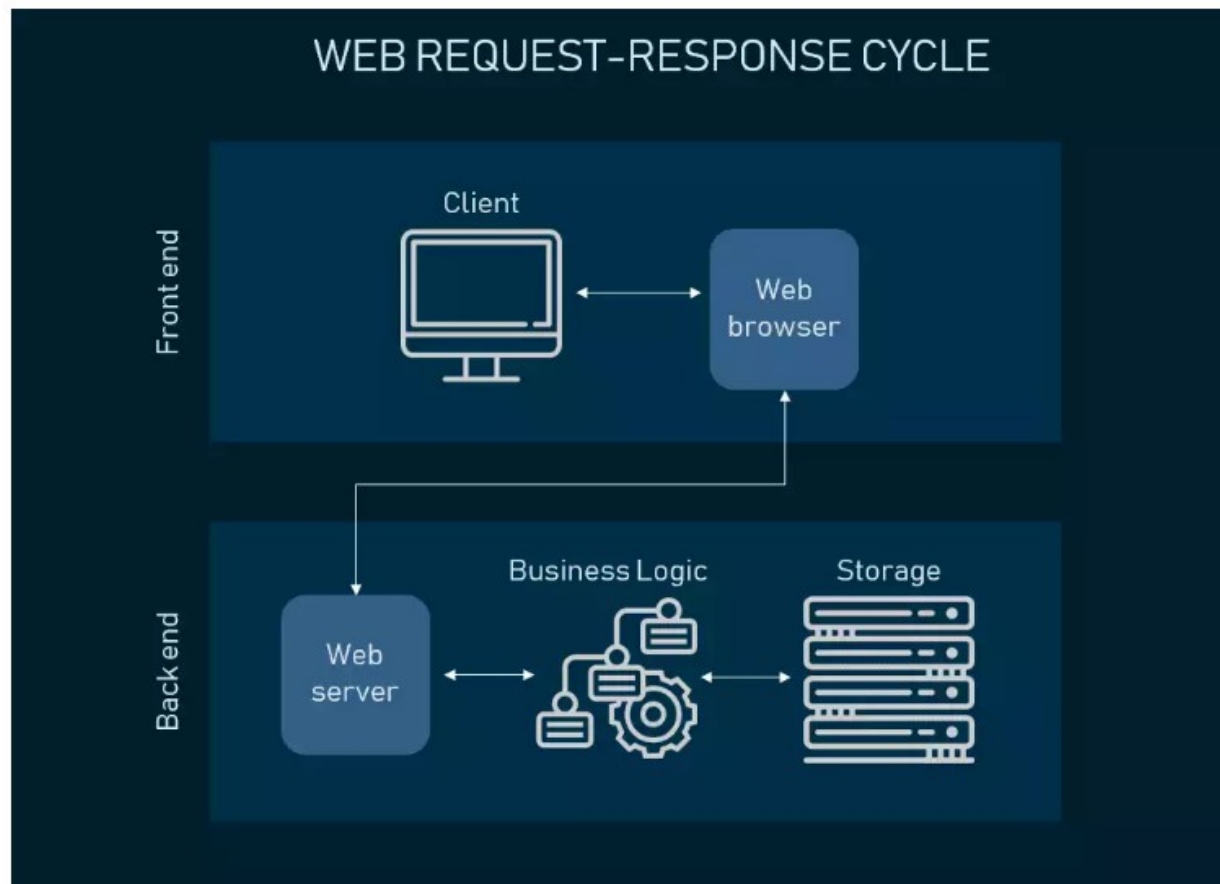 WEB REQUEST-RESPONSE CYCLE
Front end
Client
Web
browser
Back end
Web
server
Business Logic
Storage